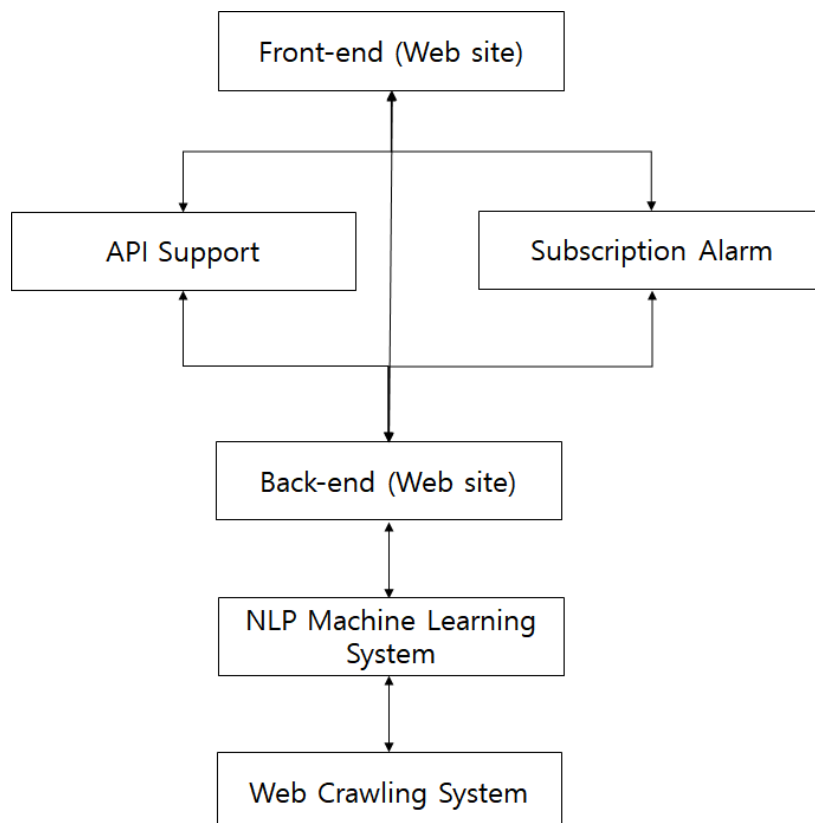 Front-end (Web site)
API Support
Subscription Alarm
Back-end (Web site)
NLP Machine Learning
System
Web Crawling System